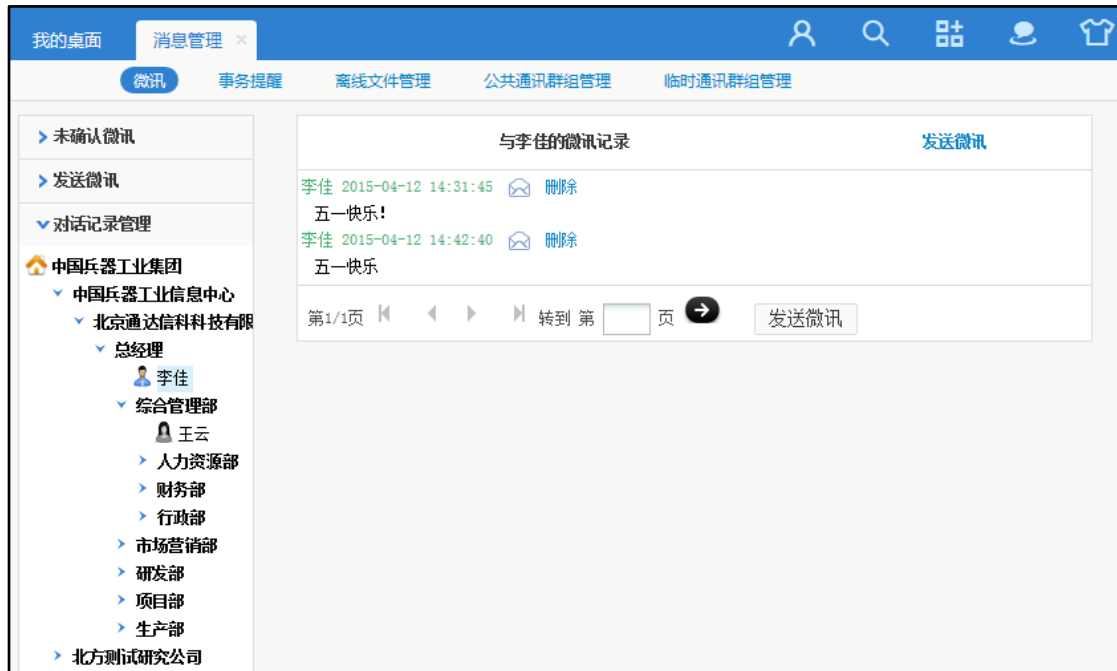 我的桌面 消息管理 ×
微讯 事务提醒 离线文件管理 公共通讯群组管理 临时通讯群组管理
未确认微讯
发送微讯
对话记录管理
中国兵器工业集团
中国兵器工业信息中心
北京通达信科科技有限
总经理
李佳
综合管理部
王云
人力资源部
财务部
行政部
市场营销部
研发部
项目部
生产部
北方测试研究公司
与李佳的微讯记录 发送微讯
李佳 2015-04-12 14:31:45 删除
五一快乐!
李佳 2015-04-12 14:42:40 删除
五一快乐
第1/1页 转到 第 页 发送微讯